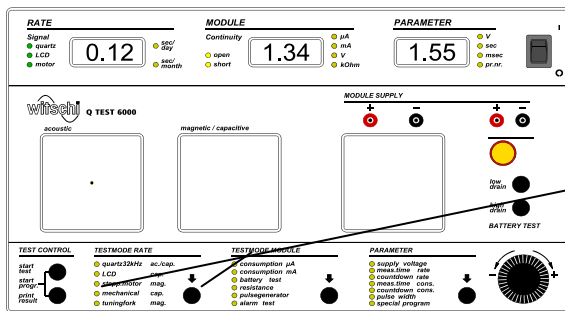 RATE
MODULE
PARAMETER
Signal
quartz
LCD
motor
0.12
sec/
day
sec/
month
Continuity
open
short
1.34
µA
mA
V
kOhm
1.55
V
sec
msec
pr.nr.
I
O
witschi Q TEST 6000
MODULE SUPPLY
+ −
+ −
acoustic
magnetic / capacitive
low
drain
high
drain
BATTERY TEST
TEST CONTROL
start
test
start
progr.
print
result
TESTMODE RATE
quartz32kHz ac./cap.
LCD cap.
stepp.motor mag.
mechanical cap.
tuningfork mag.
TESTMODE MODULE
consumption µA
consumption mA
battery test
resistance
pulsegenerator
alarm test
PARAMETER
supply voltage
meas.time rate
countdown rate
meas.time cons.
countdown cons.
pulse width
special program
− +